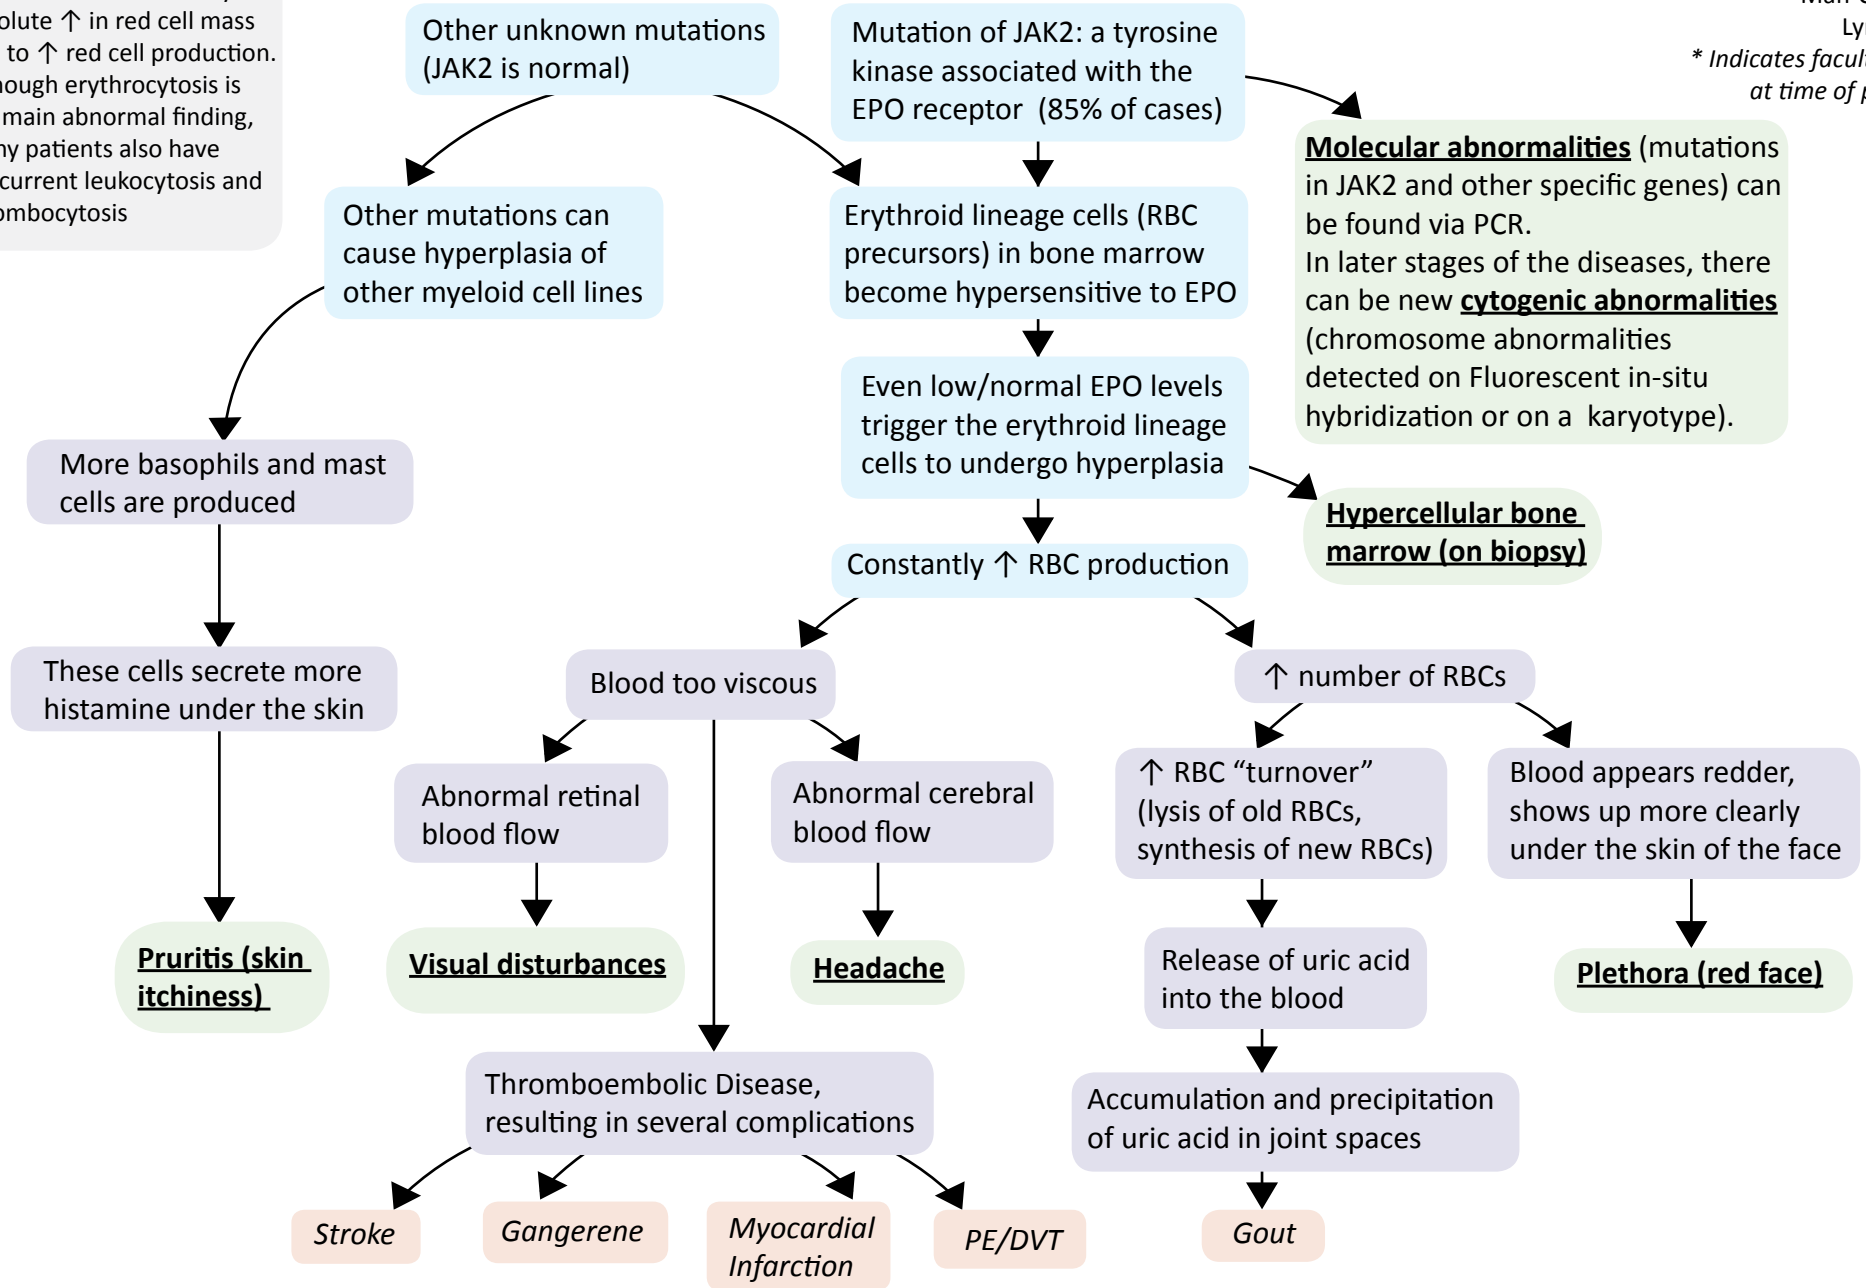 olute ↑ in red cell mass
to ↑ red cell production.
hough erythrocytosis is
main abnormal finding,
ny patients also have
current leukocytosis and
ombocytosis
Other unknown mutations
(JAK2 is normal)
Mutation of JAK2: a tyrosine
kinase associated with the
EPO receptor (85% of cases)
Lyn
* Indicates facult
at time of p
Molecular abnormalities (mutations
in JAK2 and other specific genes) can
be found via PCR.
In later stages of the diseases, there
can be new cytogenic abnormalities
(chromosome abnormalities
detected on Fluorescent in-situ
hybridization or on a karyotype).
Other mutations can
cause hyperplasia of
other myeloid cell lines
Erythroid lineage cells (RBC
precursors) in bone marrow
become hypersensitive to EPO
Even low/normal EPO levels
trigger the erythroid lineage
cells to undergo hyperplasia
More basophils and mast
cells are produced
Hypercellular bone
marrow (on biopsy)
Constantly ↑ RBC production
These cells secrete more
histamine under the skin
Blood too viscous
↑ number of RBCs
Abnormal retinal
blood flow
Abnormal cerebral
blood flow
↑ RBC “turnover”
(lysis of old RBCs,
synthesis of new RBCs)
Blood appears redder,
shows up more clearly
under the skin of the face
Pruritis (skin
itchiness)
Visual disturbances
Headache
Release of uric acid
into the blood
Plethora (red face)
Thromboembolic Disease,
resulting in several complications
Accumulation and precipitation
of uric acid in joint spaces
Stroke
Gangerene
Myocardial
Infarction
PE/DVT
Gout